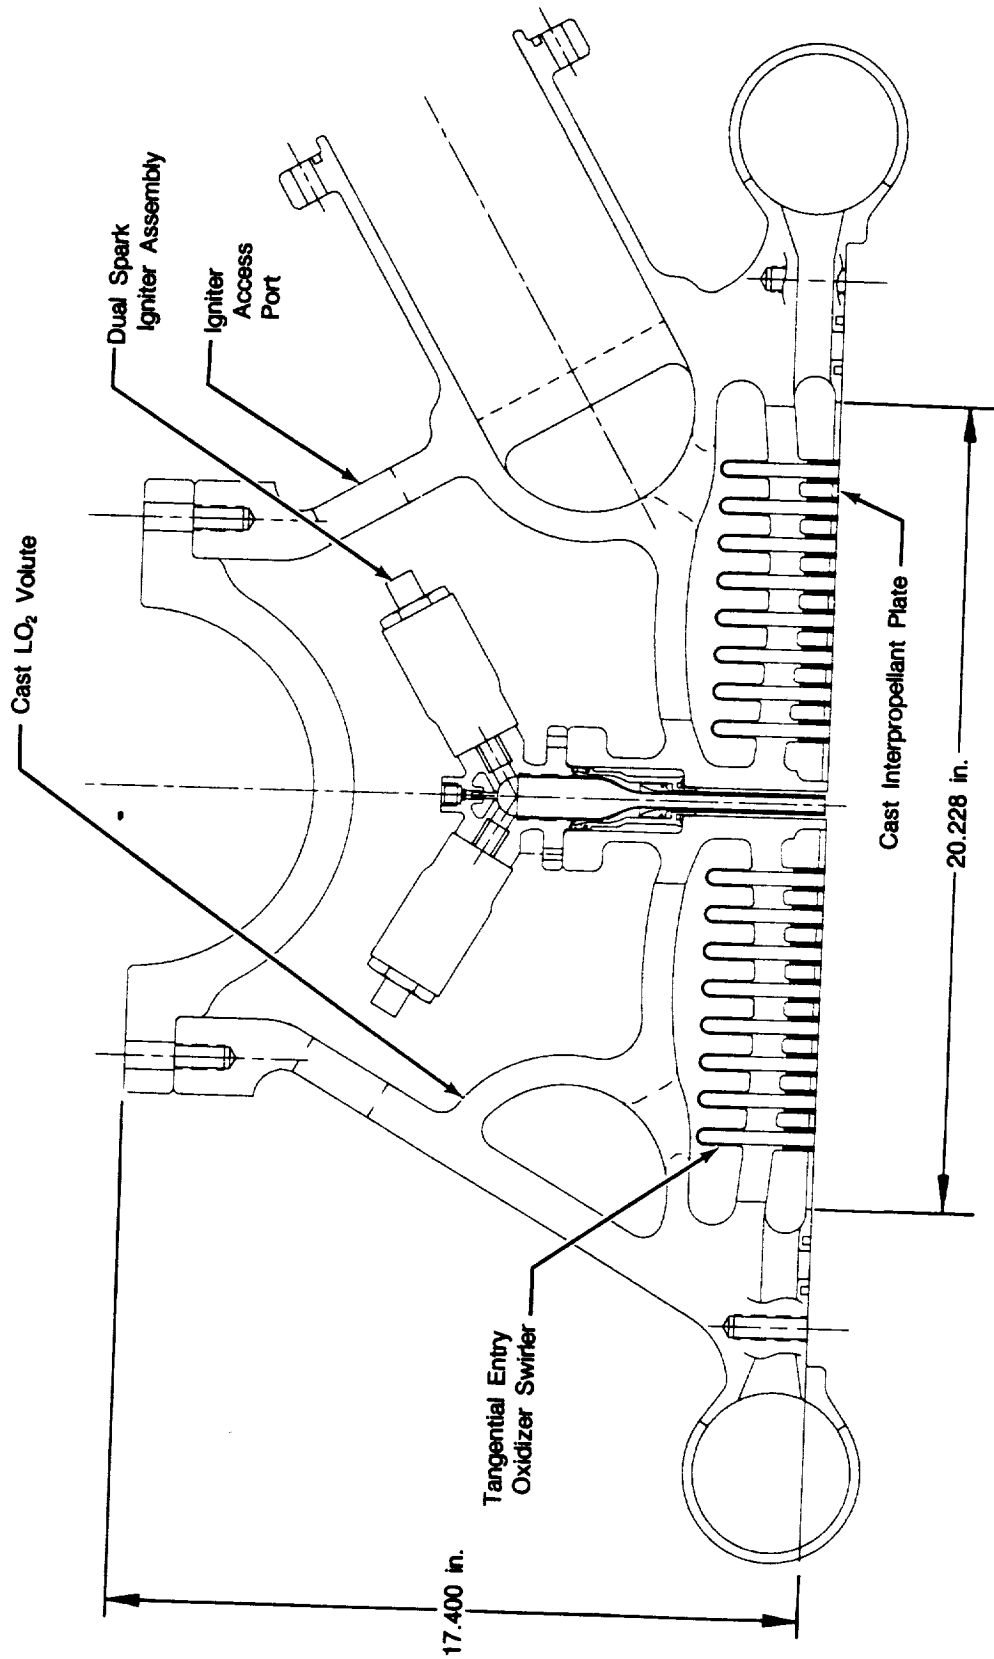 Cast LO₂ Volute
Dual Spark
Igniter Assembly
Igniter
Access
Port
Tangential Entry
Oxidizer Swirler
Cast Interpropellant Plate
20.228 in.
17.400 in.